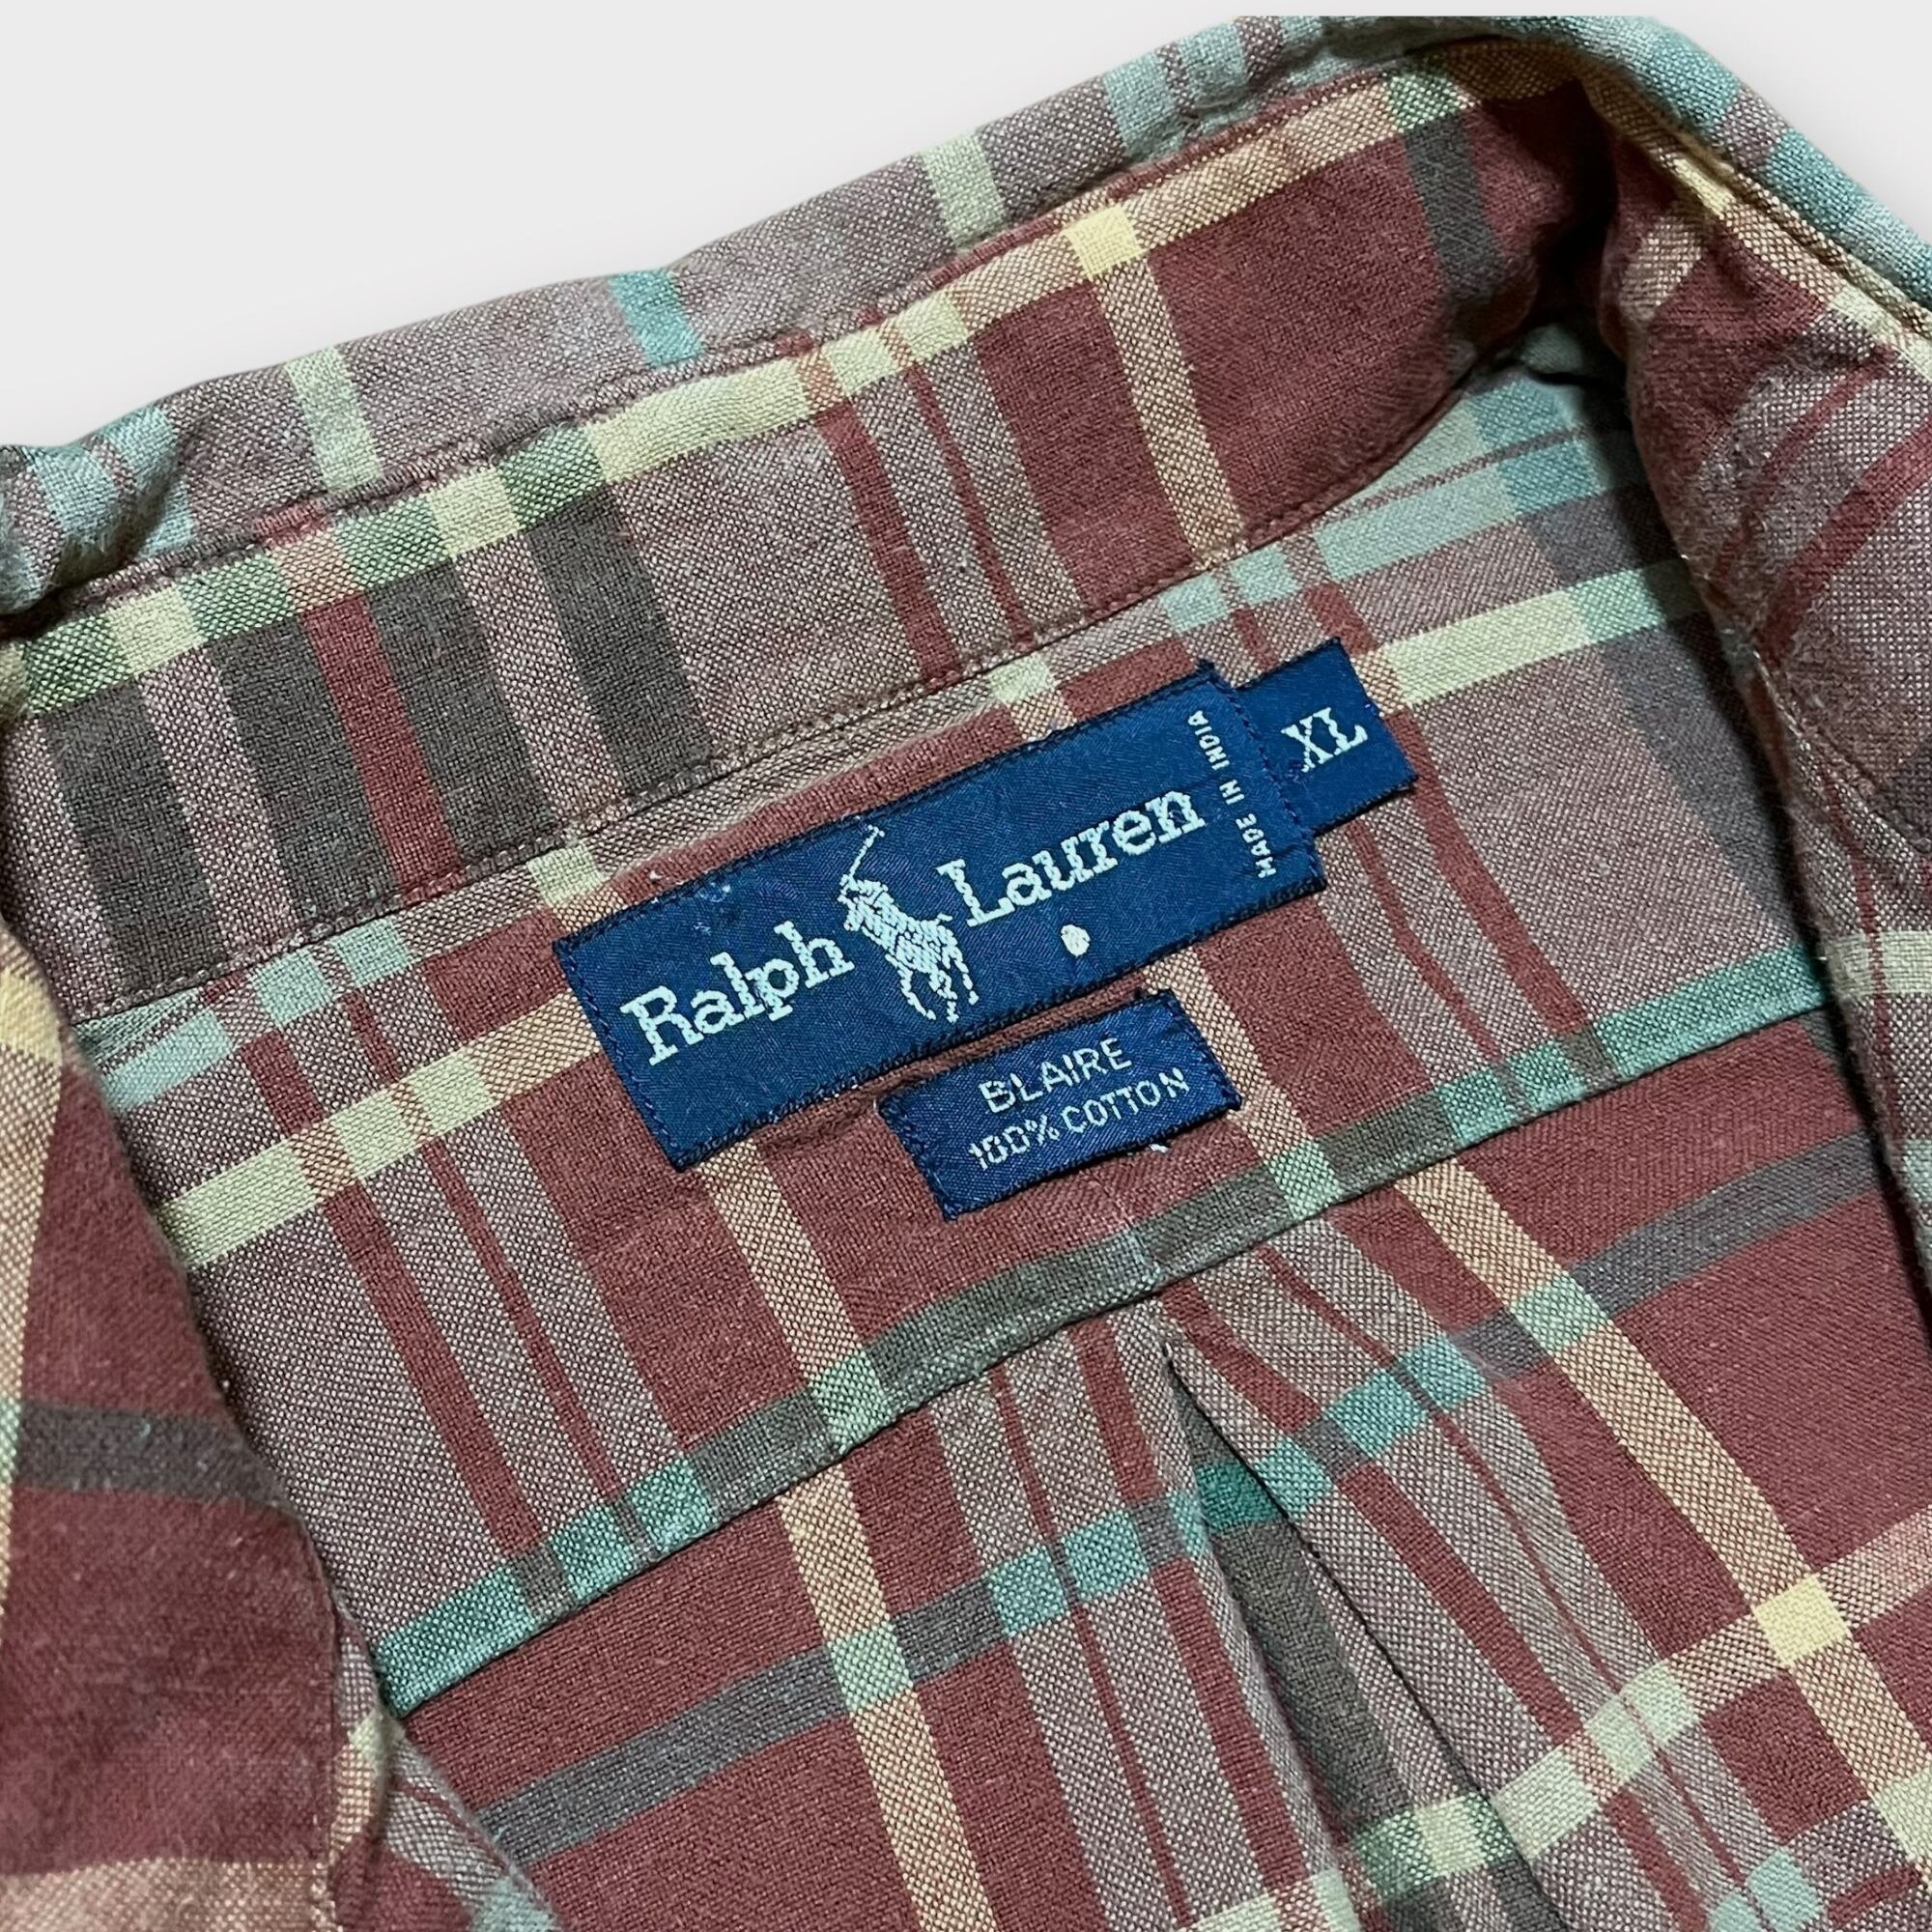 Ralph Lauren
MADE IN INDIA
XL
BLAIRE
100% COTTON